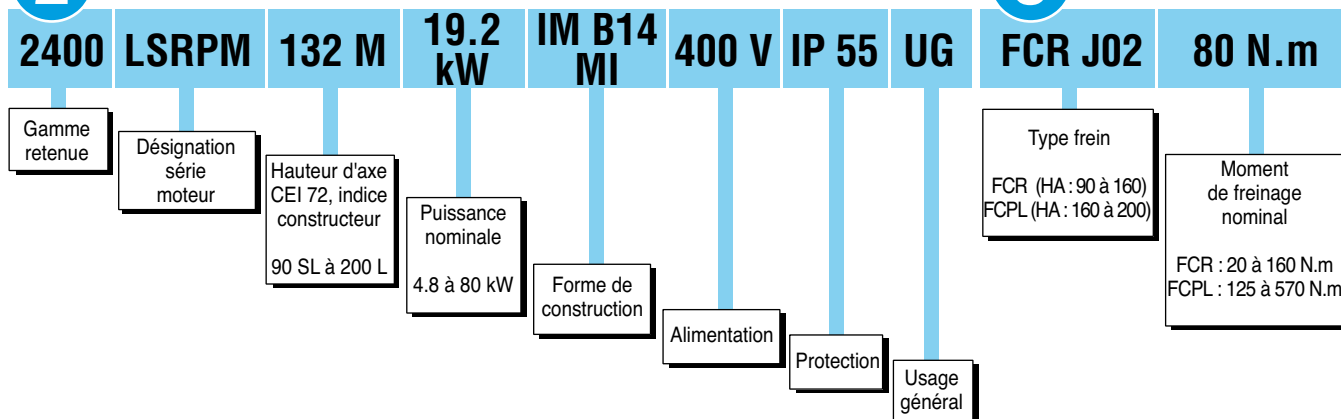 2400 LSRPM 132 M 19.2 kW IM B14 MI 400 V IP 55 UG FCR J02 80 N.m
Gamme
retenue
Désignation
série
moteur
Hauteur d'axe
CEI 72, indice
constructeur
90 SL à 200 L
Puissance
nominale
4.8 à 80 kW
Forme de
construction
Alimentation
Protection
Usage
général
Type frein
FCR (HA : 90 à 160)
FCPL (HA : 160 à 200)
Moment
de freinage
nominal
FCR : 20 à 160 N.m
FCPL : 125 à 570 N.m